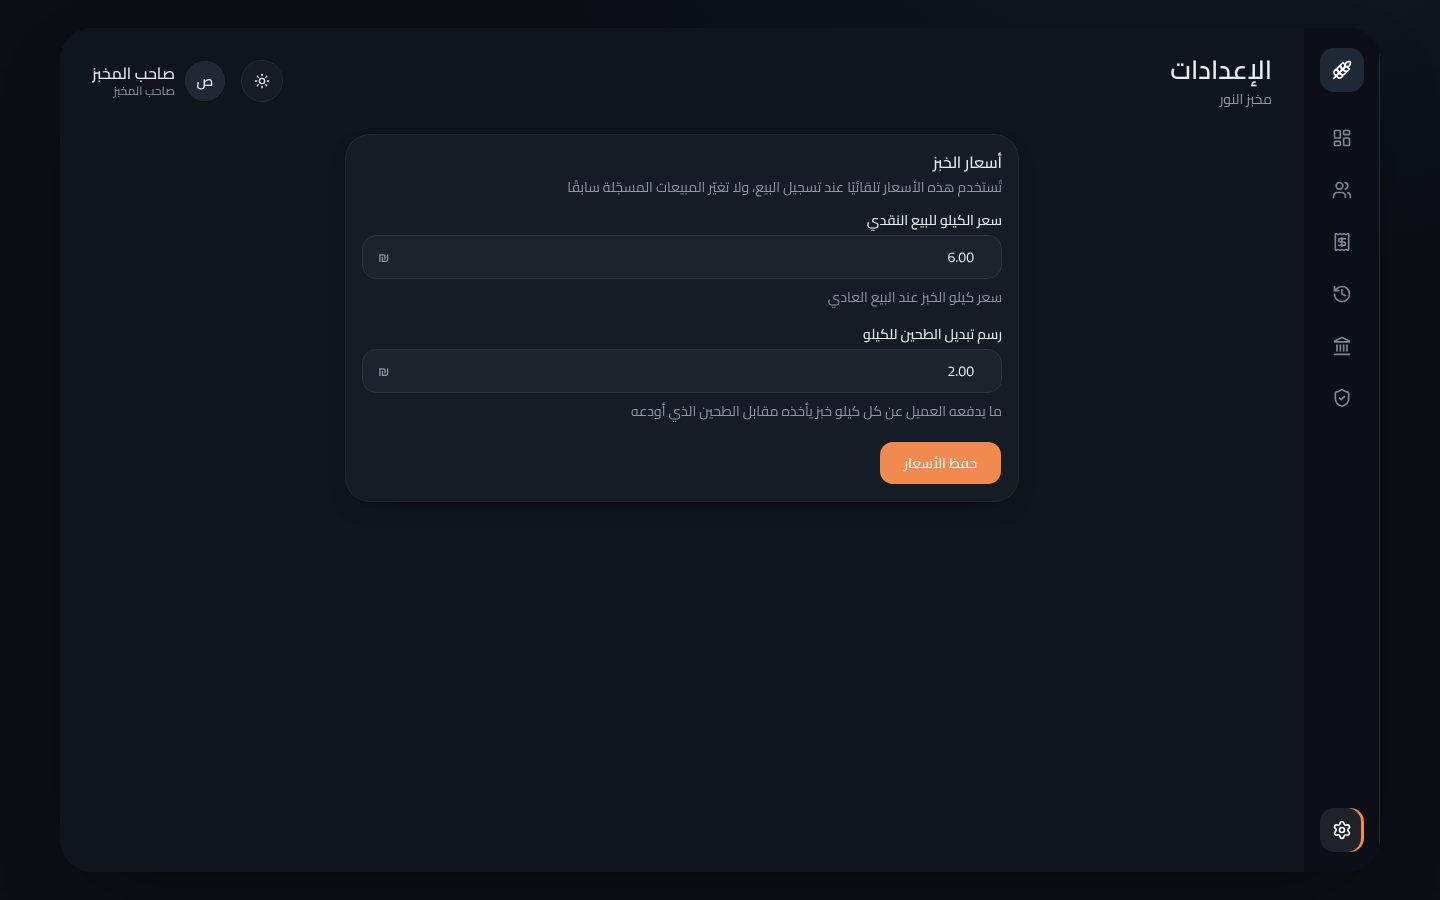 الإعدادات
مخبز النور
ص
صاحب المخبز
صاحب المخبز
أسعار الخبز
تُستخدم هذه الأسعار تلقائيًا عند تسجيل البيع، ولا تغيّر المبيعات المسجّلة سابقًا
سعر الكيلو للبيع النقدي
6.00 ₪
سعر كيلو الخبز عند البيع العادي
رسم تبديل الطحين للكيلو
2.00 ₪
ما يدفعه العميل عن كل كيلو خبز يأخذه مقابل الطحين الذي أودعه
حفظ الأسعار